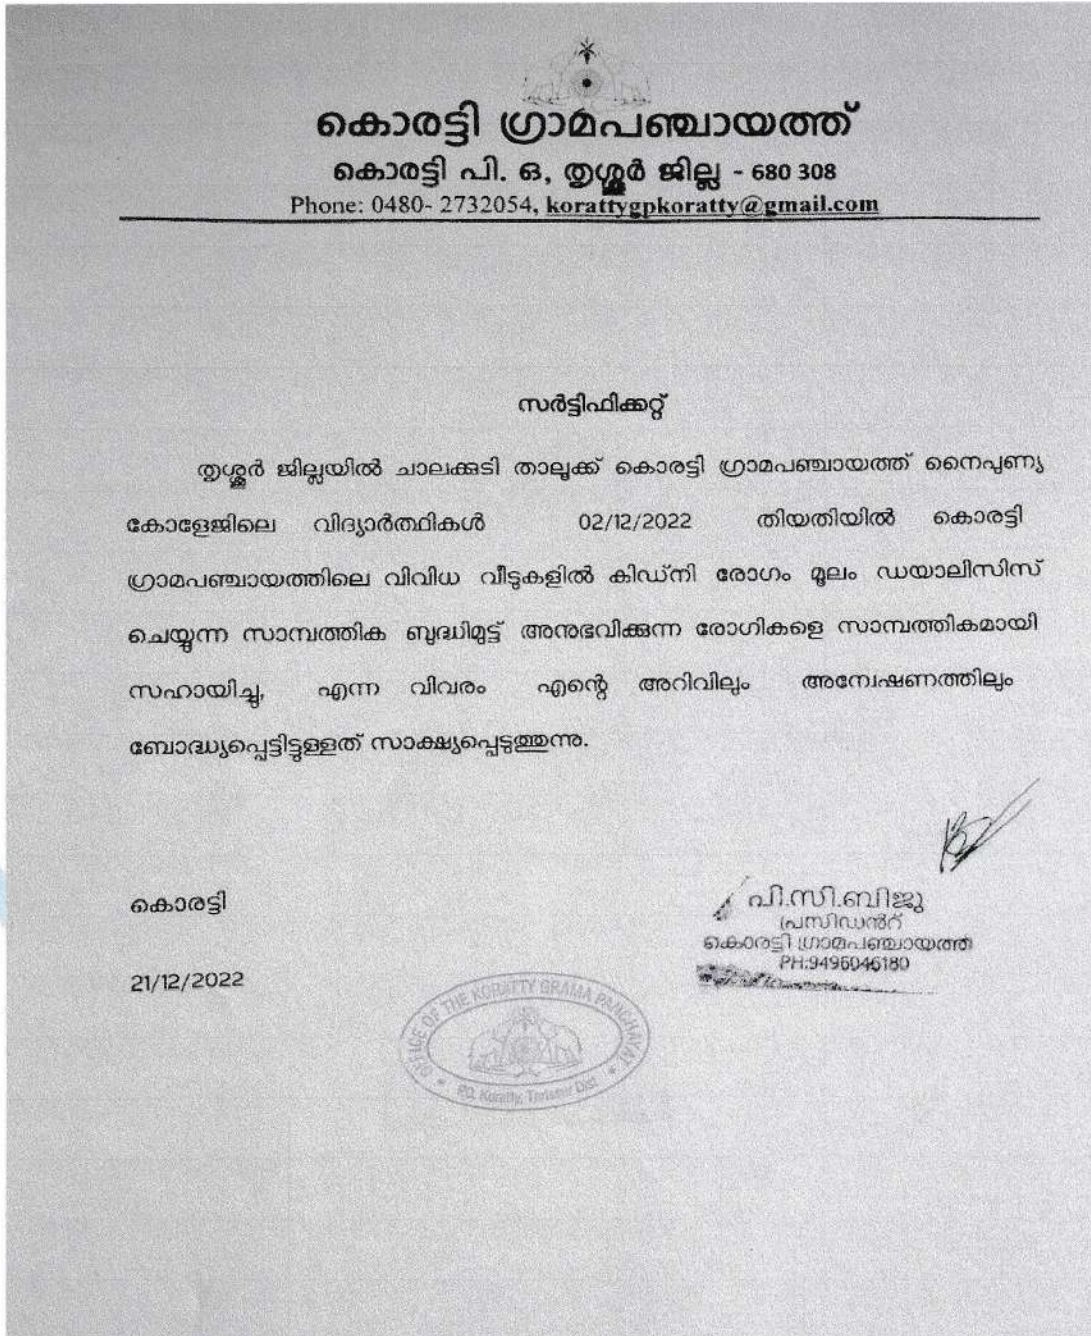 കൊരട്ടി ഗ്രാമപഞ്ചായത്ത്
കൊരട്ടി പി. ഒ, തൃശ്ശൂർ ജില്ല - 680 308
Phone: 0480- 2732054, korattygpkoratty@gmail.com
സർട്ടിഫിക്കറ്റ്
തൃശ്ശൂർ ജില്ലയിൽ ചാലക്കുടി താലൂക്ക് കൊരട്ടി ഗ്രാമപഞ്ചായത്ത് നൈപുണ്യ
കോളേജിലെ വിദ്യാർത്ഥികൾ 02/12/2022 തിയതിയിൽ കൊരട്ടി
ഗ്രാമപഞ്ചായത്തിലെ വിവിധ വീടുകളിൽ കിഡ്നി രോഗം മൂലം ഡയാലിസിസ്
ചെയ്യുന്ന സാമ്പത്തിക ബുദ്ധിമുട്ട് അനുഭവിക്കുന്ന രോഗികളെ സാമ്പത്തികമായി
സഹായിച്ചു, എന്ന വിവരം എന്റെ അറിവിലും അന്വേഷണത്തിലും
ബോദ്ധ്യപ്പെട്ടിട്ടുള്ളത് സാക്ഷ്യപ്പെടുത്തുന്നു.
കൊരട്ടി
പി.സി.ബിജു
പ്രസിഡൻറ്
കൊരട്ടി ഗ്രാമപഞ്ചായത്ത്
PH:9496046180
21/12/2022
OFFICE OF THE KORATTY GRAMA PANCHAYAT
PO. Koratty, Thrissur Dist